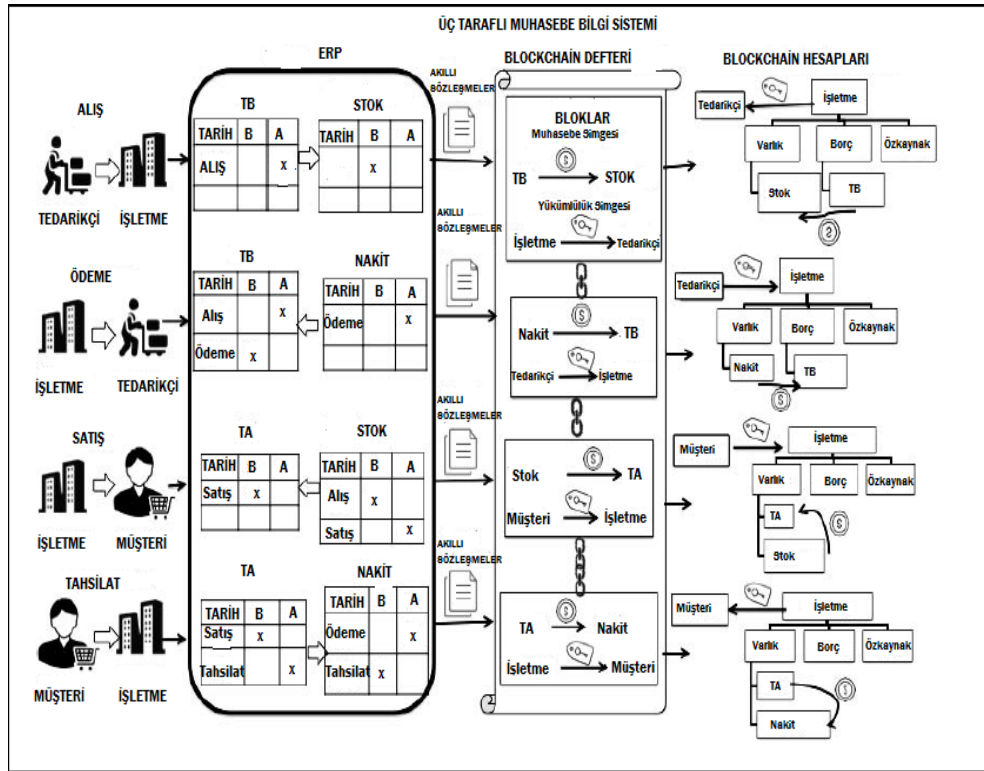 ÜÇ TARAFLI MUHASEBE BİLGİ SİSTEMİ
ERP
BLOCKCHAİN DEFTERİ
BLOCKCHAİN HESAPLARI
ALIŞ
TEDARİKÇİ
İŞLETME
TB
TARİH B A
ALIŞ x
STOK
TARİH B A
x
AKILLI
SÖZLEŞMELER
BLOKLAR
Muhasebe Simgesi
TB STOK
Yükümlülük Simgesi
İşletme Tedarikçi
Tedarikçi
İşletme
Varlık
Borç
Özkaynak
Stok
TB
ÖDEME
İŞLETME
TEDARİKÇİ
TB
TARİH B A
Alış x
Ödeme x
NAKİT
TARİH B A
Ödeme x
AKILLI
SÖZLEŞMELER
Nakit TB
Tedarikçi İşletme
Tedarikçi
İşletme
Varlık
Borç
Özkaynak
Nakit
TB
SATIŞ
İŞLETME
MÜŞTERİ
TA
TARİH B A
Satış x
STOK
TARİH B A
Alış x
Satış x
AKILLI
SÖZLEŞMELER
Stok TA
Müşteri İşletme
Müşteri
İşletme
Varlık
Borç
Özkaynak
TA
Stok
TAHSİLAT
MÜŞTERİ
İŞLETME
TA
TARİH B A
Satış x
Tahsilat x
NAKİT
TARİH B A
Ödeme x
Tahsilat x
AKILLI
SÖZLEŞMELER
TA Nakit
İşletme Müşteri
Müşteri
İşletme
Varlık
Borç
Özkaynak
TA
Nakit